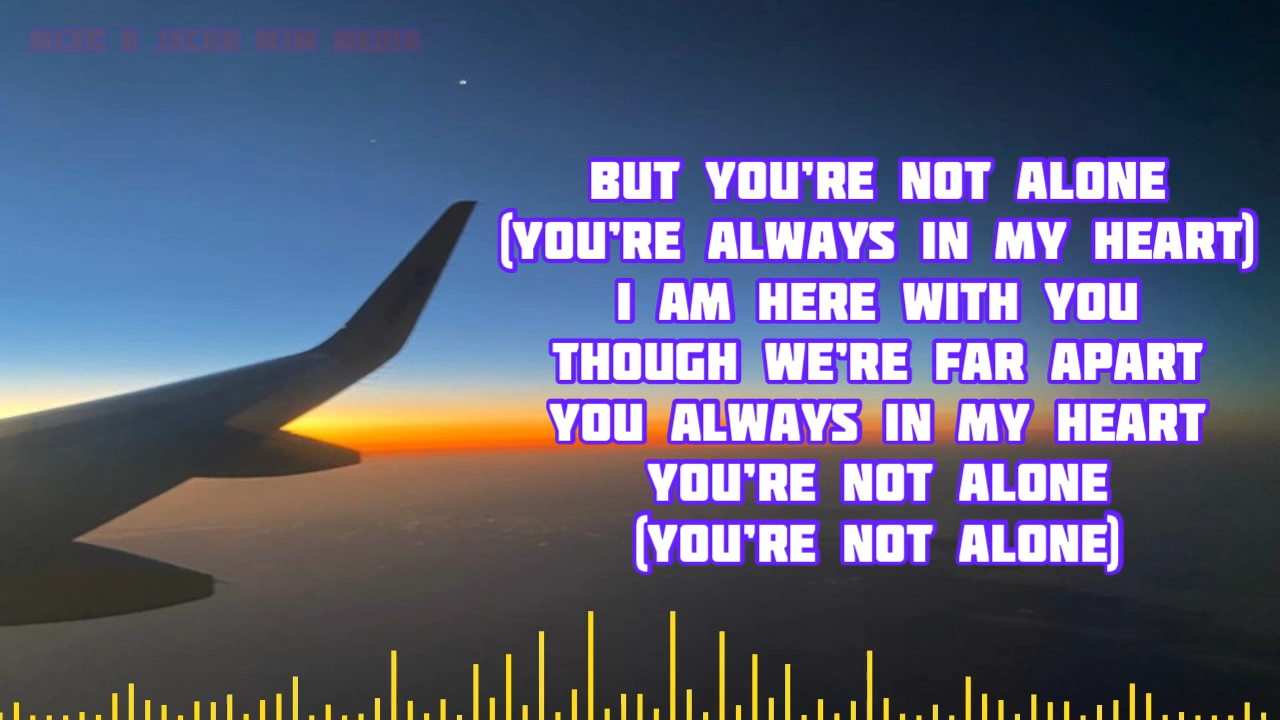 BUT YOU'RE NOT ALONE
(YOU'RE ALWAYS IN MY HEART)
I AM HERE WITH YOU
THOUGH WE'RE FAR APART
YOU ALWAYS IN MY HEART
YOU'RE NOT ALONE
(YOU'RE NOT ALONE)